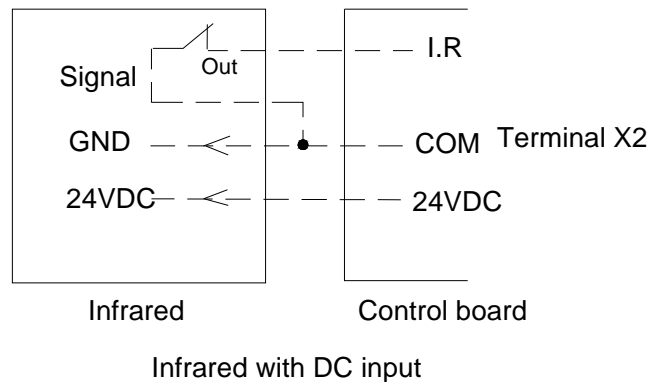 I.R
Out
Signal
GND
COM
Terminal X2
24VDC
24VDC
Infrared
Control board
Infrared with DC input